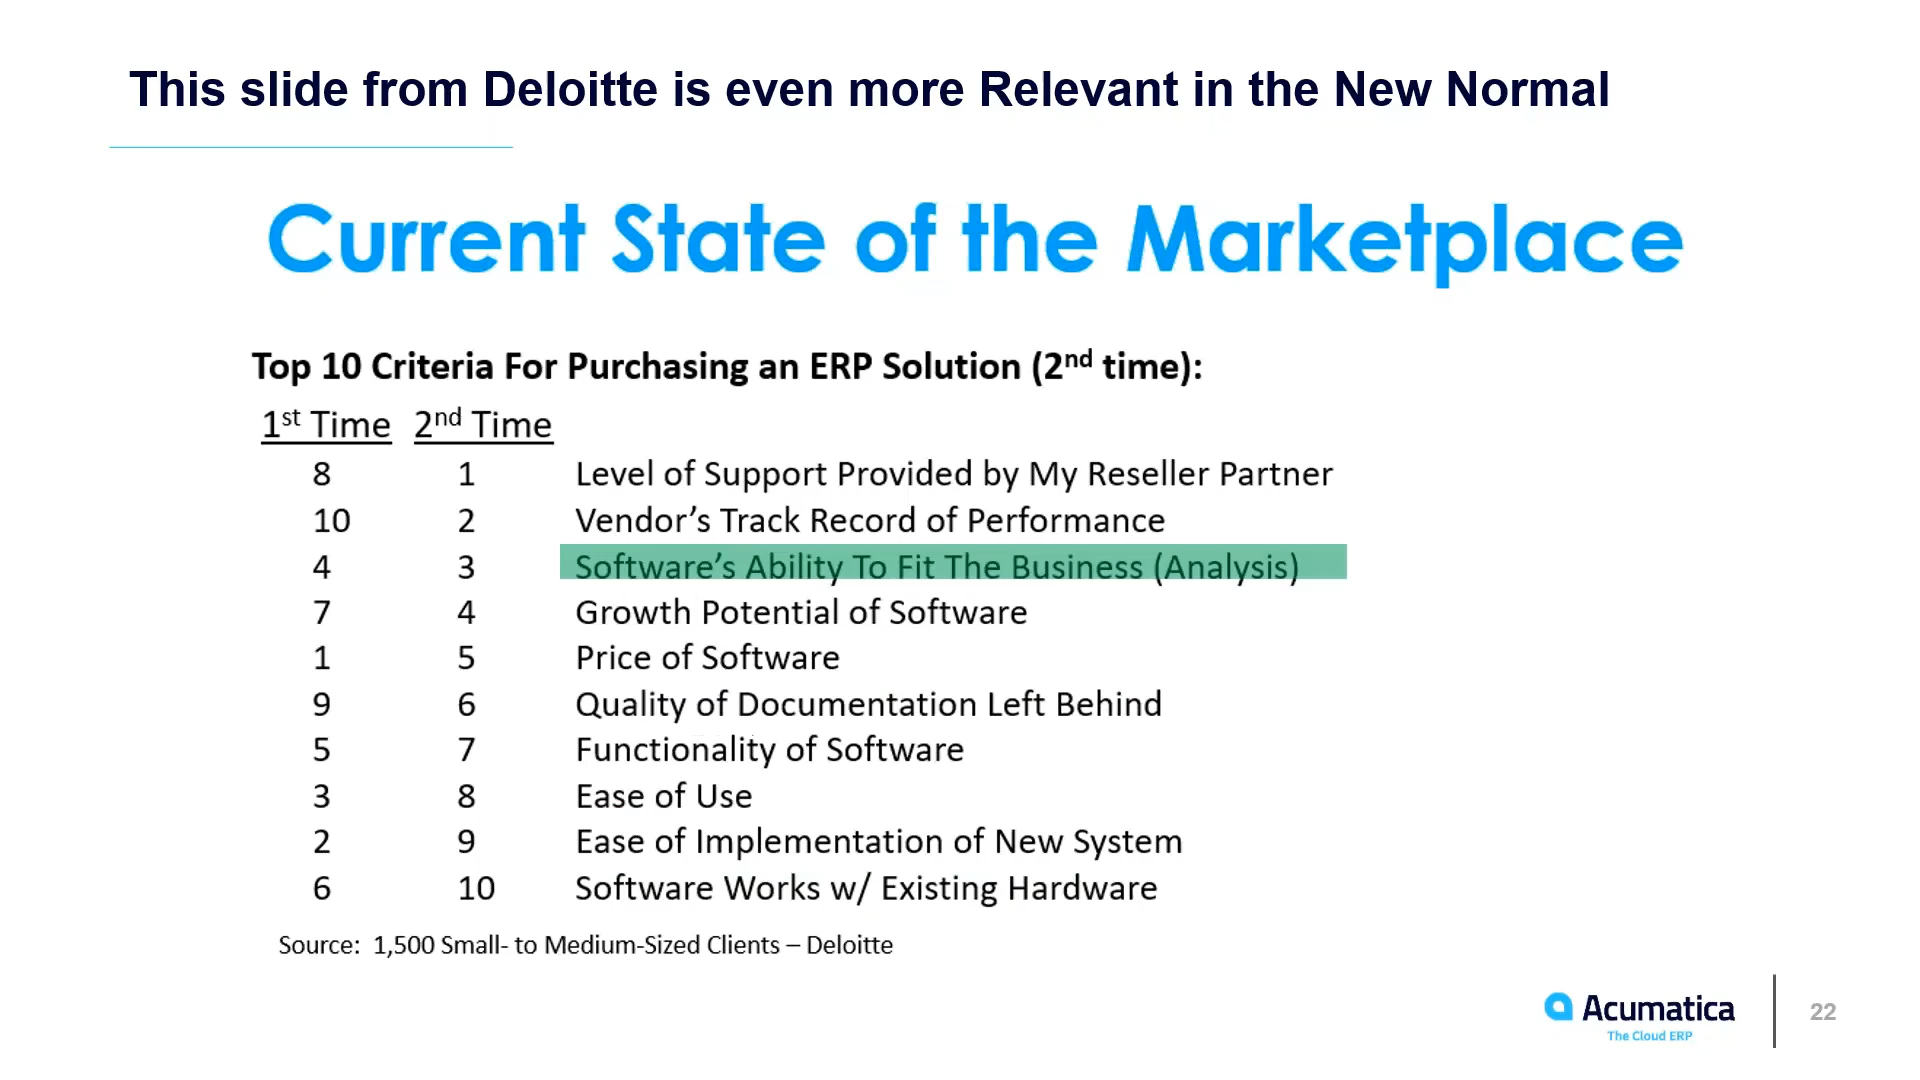 This slide from Deloitte is even more Relevant in the New Normal
Current State of the Marketplace
Top 10 Criteria For Purchasing an ERP Solution (2nd time):
1st Time 2nd Time
8 1 Level of Support Provided by My Reseller Partner
10 2 Vendor’s Track Record of Performance
4 3 Software’s Ability To Fit The Business (Analysis)
7 4 Growth Potential of Software
1 5 Price of Software
9 6 Quality of Documentation Left Behind
5 7 Functionality of Software
3 8 Ease of Use
2 9 Ease of Implementation of New System
6 10 Software Works w/ Existing Hardware
Source: 1,500 Small- to Medium-Sized Clients – Deloitte
Acumatica
The Cloud ERP
22